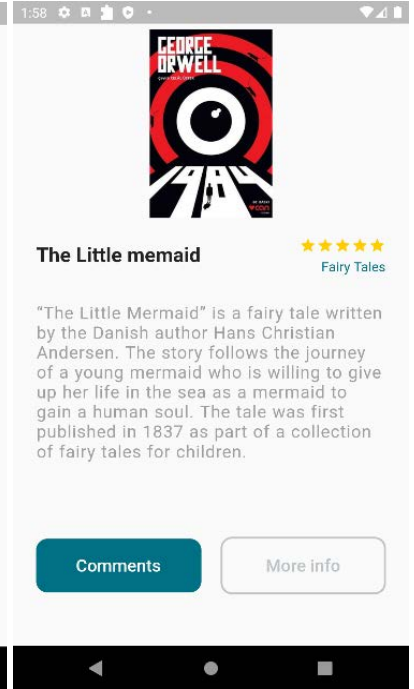 1:58
GEORGE
ORWELL
1984
The Little memaid
Fairy Tales
“The Little Mermaid” is a fairy tale written
by the Danish author Hans Christian
Andersen. The story follows the journey
of a young mermaid who is willing to give
up her life in the sea as a mermaid to
gain a human soul. The tale was first
published in 1837 as part of a collection
of fairy tales for children.
Comments
More info